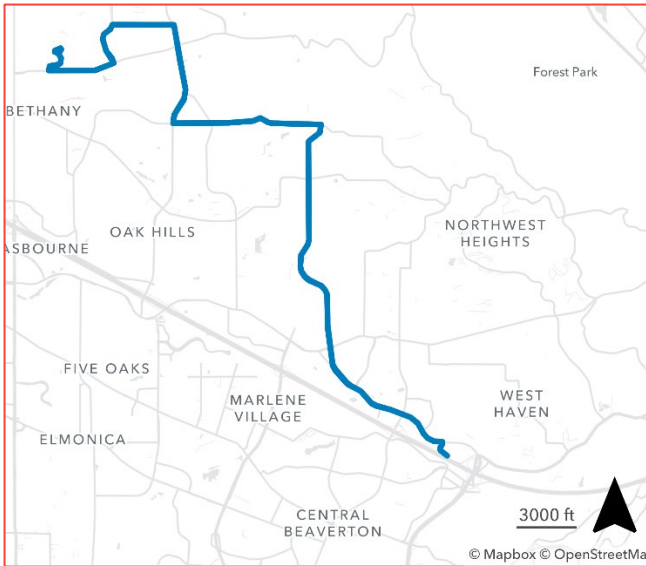 Forest Park
BETHANY
NORTHWEST
HEIGHTS
OAK HILLS
ASBOURNE
FIVE OAKS
MARLENE
VILLAGE
WEST
HAVEN
ELMONICA
CENTRAL
BEAVERTON
3000 ft
© Mapbox © OpenStreetMa